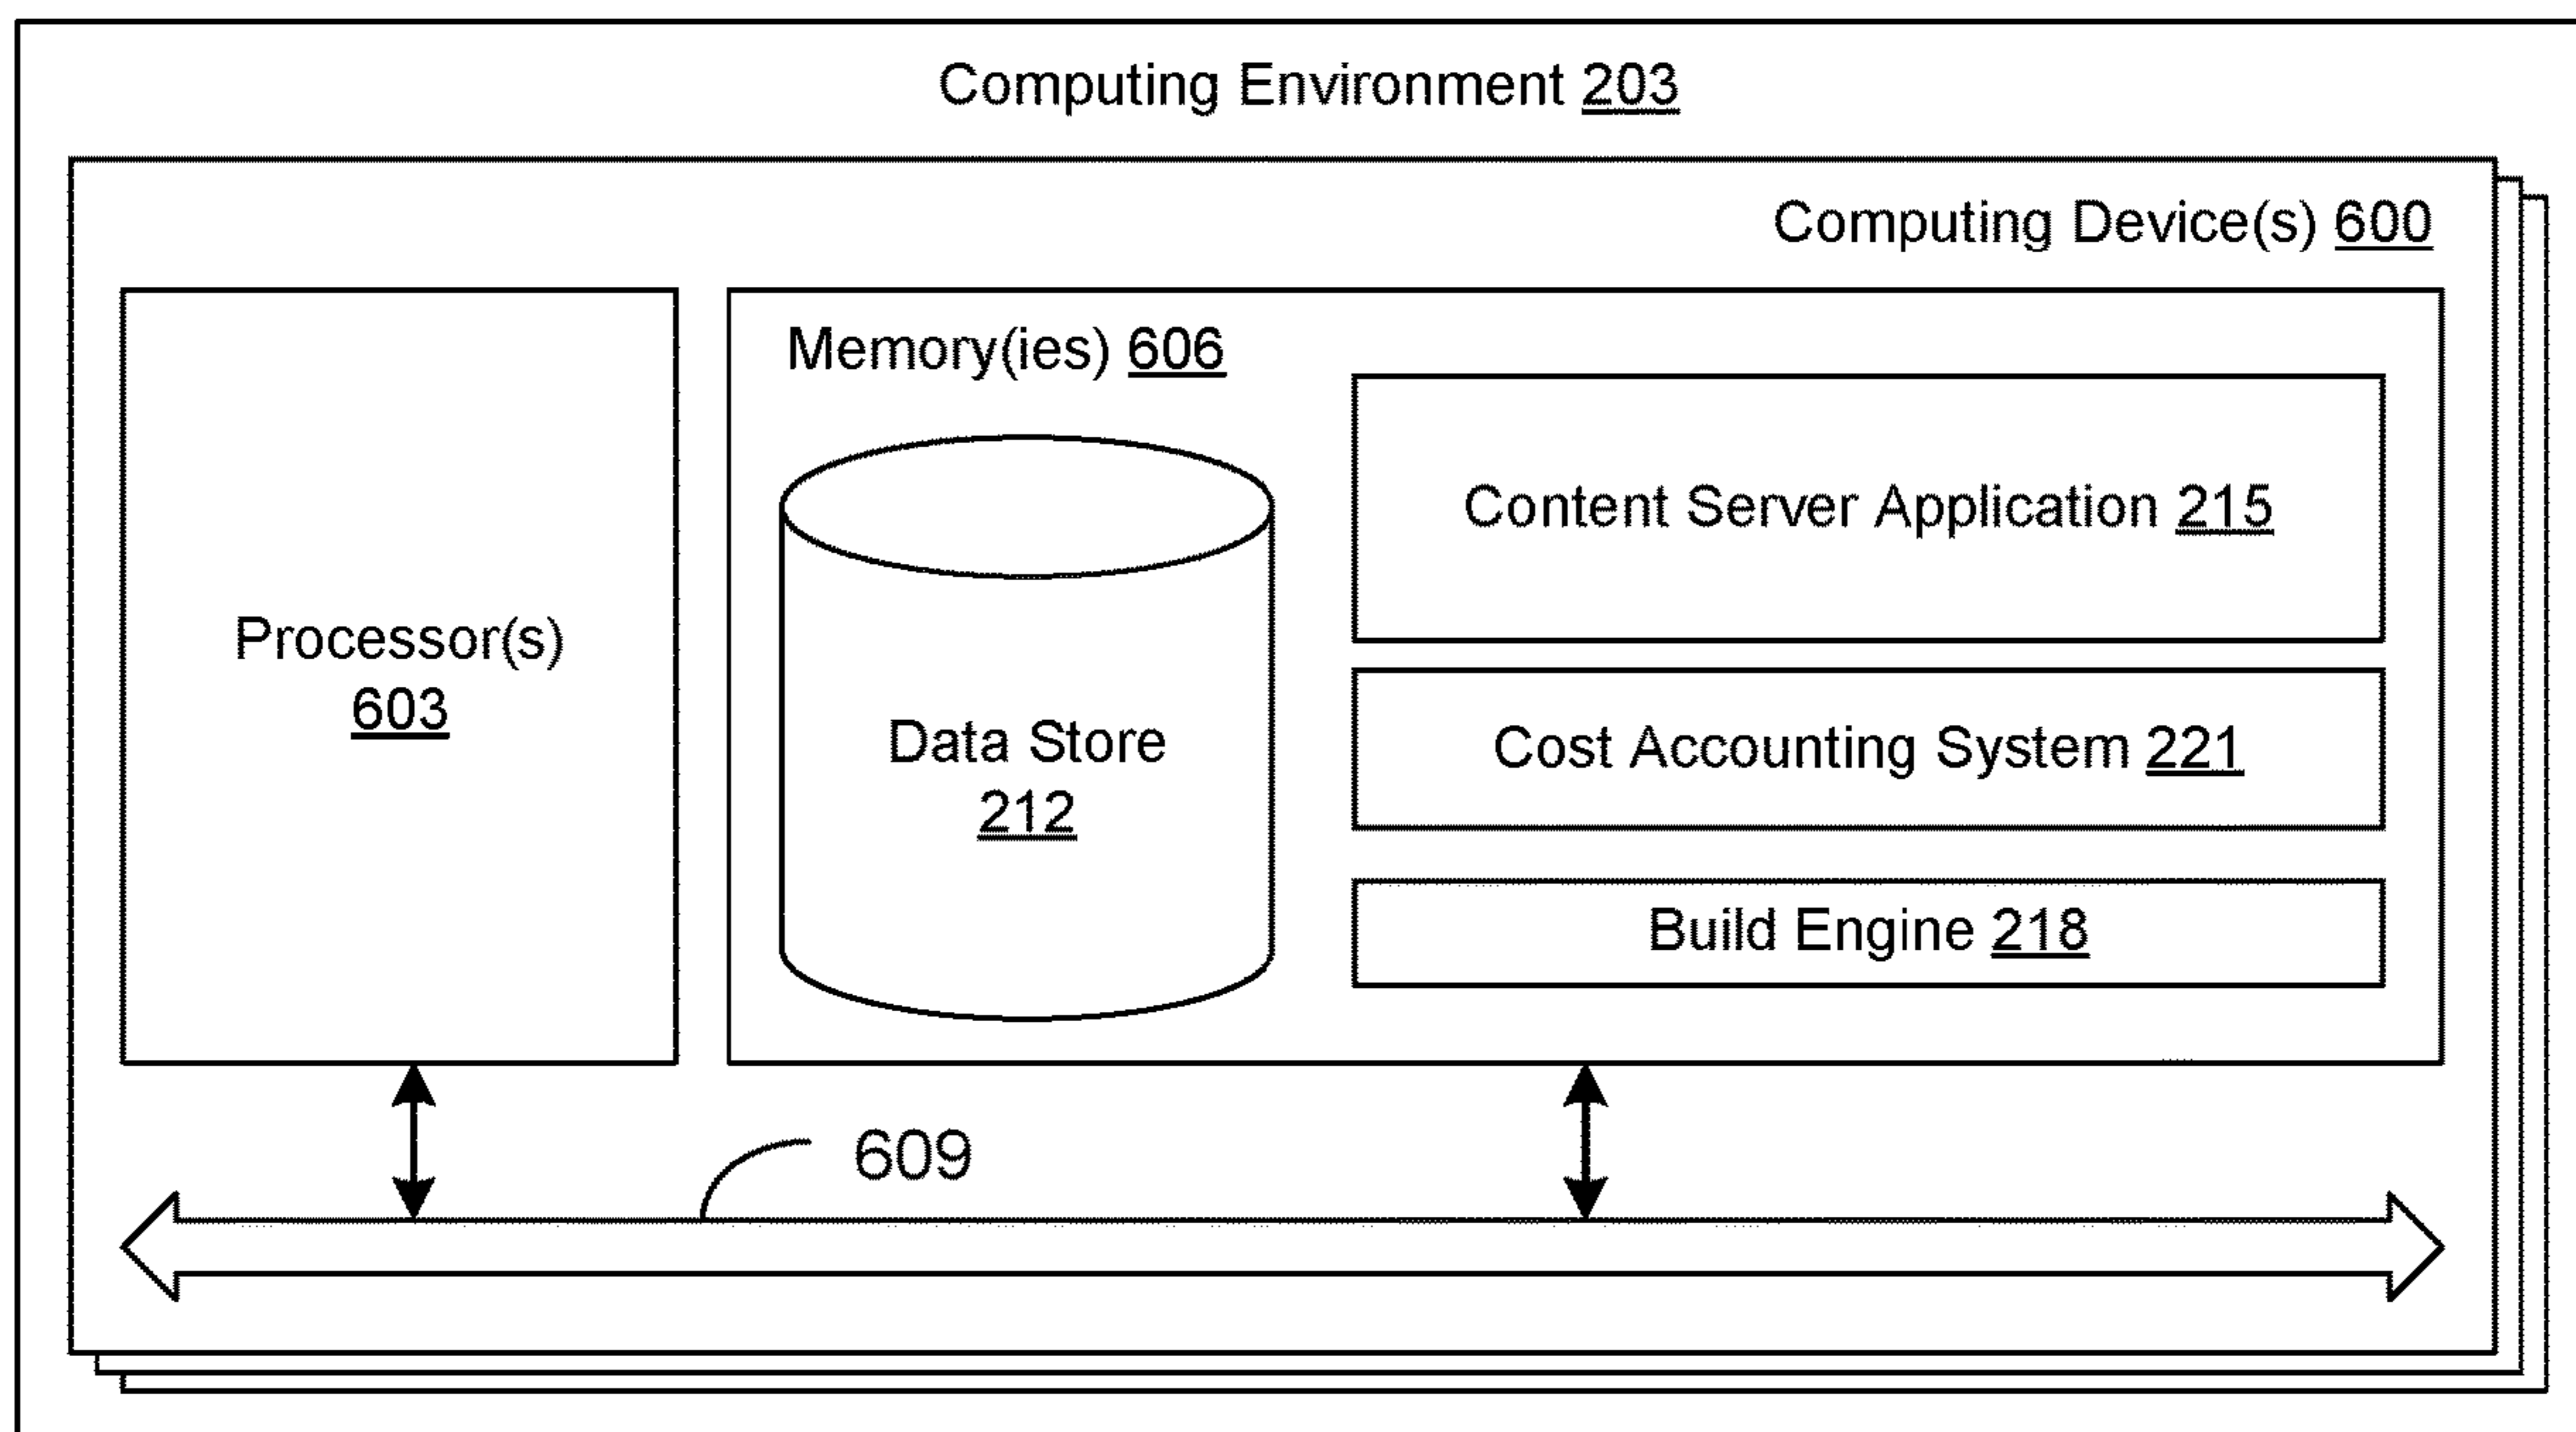 Computing Environment 203
Computing Device(s) 600
Memory(ies) 606
Content Server Application 215
Processor(s)
603
Data Store
212
Cost Accounting System 221
Build Engine 218
609